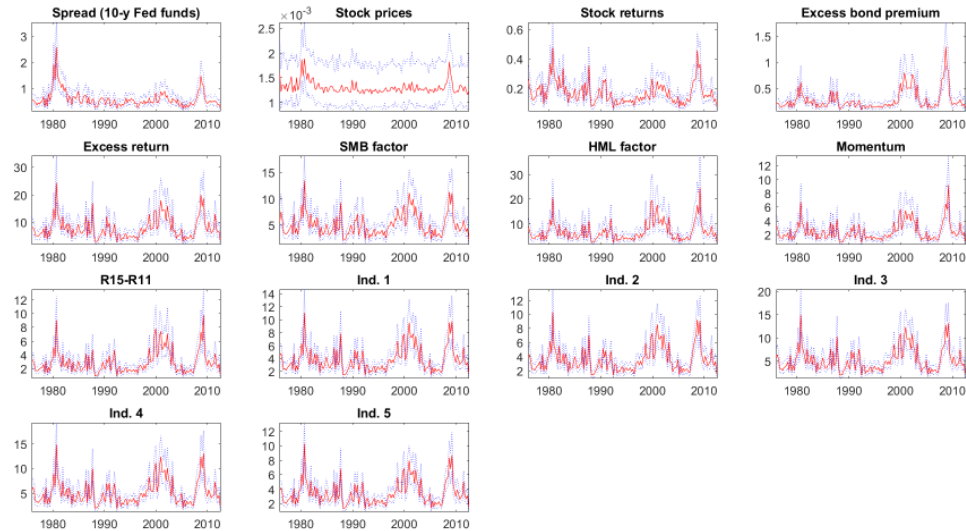 Spread (10-y Fed funds)
3
2
1
1980 1990 2000 2010
Stock prices
×10⁻³
2.5
2
1.5
1
1980 1990 2000 2010
Stock returns
0.6
0.4
0.2
1980 1990 2000 2010
Excess bond premium
1.5
1
0.5
1980 1990 2000 2010
Excess return
30
20
10
1980 1990 2000 2010
SMB factor
15
10
5
1980 1990 2000 2010
HML factor
30
20
10
1980 1990 2000 2010
Momentum
12
10
8
6
4
2
1980 1990 2000 2010
R15-R11
12
10
8
6
4
2
1980 1990 2000 2010
Ind. 1
14
12
10
8
6
4
2
1980 1990 2000 2010
Ind. 2
12
10
8
6
4
2
1980 1990 2000 2010
Ind. 3
20
15
10
5
1980 1990 2000 2010
Ind. 4
15
10
5
1980 1990 2000 2010
Ind. 5
12
10
8
6
4
2
1980 1990 2000 2010